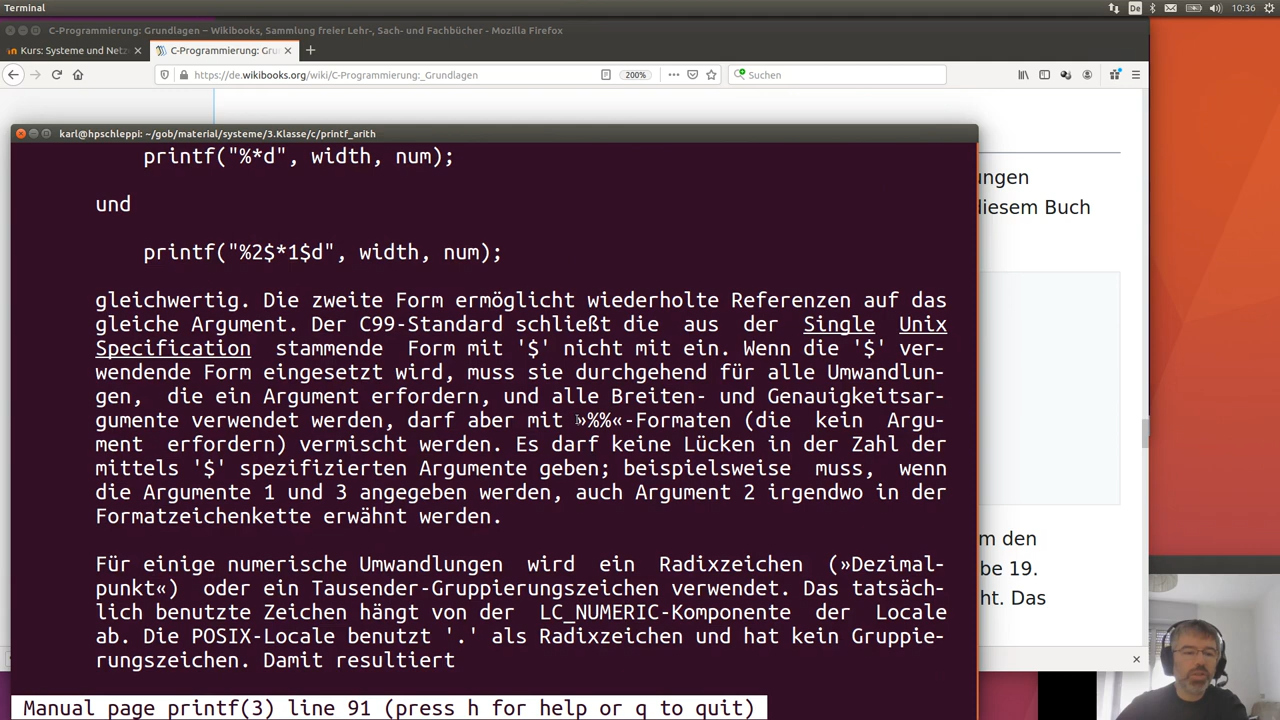 Terminal
De
10:36
C-Programmierung: Grundlagen – Wikibooks, Sammlung freier Lehr-, Sach- und Fachbücher - Mozilla Firefox
Kurs: Systeme und Netz
C-Programmierung: Gru
https://de.wikibooks.org/wiki/C-Programmierung:_Grundlagen
200%
Suchen
karl@hpschleppi: ~/gob/material/systeme/3.Klasse/c/printf_arith
printf("%*d", width, num);
und
printf("%2$*1$d", width, num);
gleichwertig. Die zweite Form ermöglicht wiederholte Referenzen auf das
gleiche Argument. Der C99-Standard schließt die aus der Single Unix
Specification stammende Form mit '$' nicht mit ein. Wenn die '$' ver-
wendende Form eingesetzt wird, muss sie durchgehend für alle Umwandlun-
gen, die ein Argument erfordern, und alle Breiten- und Genauigkeitsar-
gumente verwendet werden, darf aber mit »%%«-Formaten (die kein Argu-
ment erfordern) vermischt werden. Es darf keine Lücken in der Zahl der
mittels '$' spezifizierten Argumente geben; beispielsweise muss, wenn
die Argumente 1 und 3 angegeben werden, auch Argument 2 irgendwo in der
Formatzeichenkette erwähnt werden.
Für einige numerische Umwandlungen wird ein Radixzeichen (»Dezimal-
punkt«) oder ein Tausender-Gruppierungszeichen verwendet. Das tatsäch-
lich benutzte Zeichen hängt von der LC_NUMERIC-Komponente der Locale
ab. Die POSIX-Locale benutzt '.' als Radixzeichen und hat kein Gruppie-
rungszeichen. Damit resultiert
Manual page printf(3) line 91 (press h for help or q to quit)
ungen
diesem Buch
m den
be 19.
ht. Das